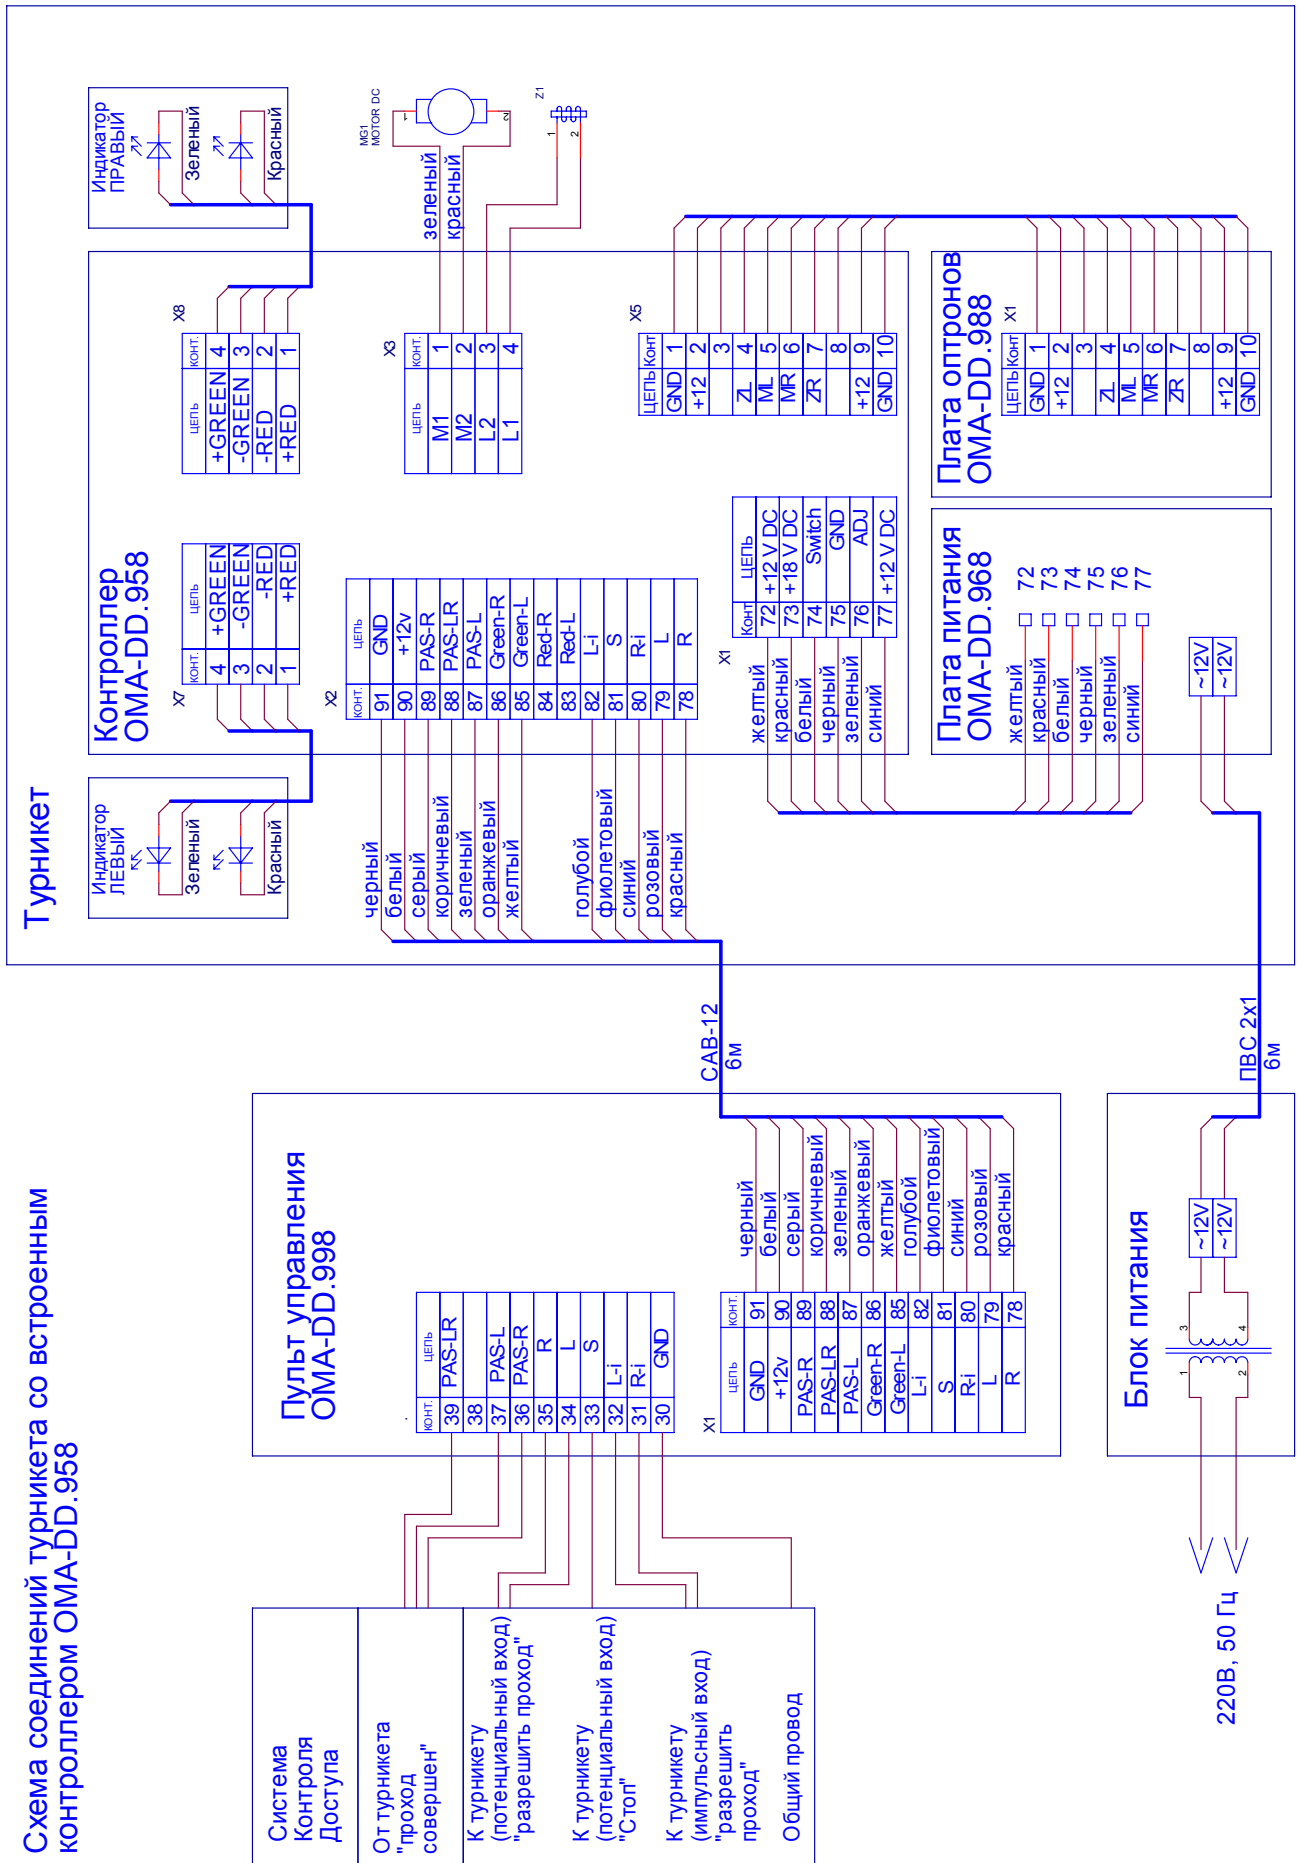 Схема соединений турникета со встроенным
контроллером ОМА-DD.958
Система
Контроля
Доступа
От турникета
"проход
совершен"
К турникету
(потенциальный вход)
"разрешить проход"
К турникету
(потенциальный вход)
"Стоп"
К турникету
(импульсный вход)
"разрешить
проход"
Общий провод
Пульт управления
ОМА-DD.998
КОНТ. ЦЕПЬ
39 PAS-LR
38
37 PAS-L
36 PAS-R
35 R
34 L
33 S
32 L-i
31 R-i
30 GND
X1
ЦЕПЬ КОНТ.
GND 91 черный
+12v 90 белый
PAS-R 89 серый
PAS-LR 88 коричневый
PAS-L 87 зеленый
Green-R 86 оранжевый
Green-L 85 желтый
L-i 82 голубой
S 81 фиолетовый
R-i 80 синий
L 79 розовый
R 78 красный
САВ-12
6м
Блок питания
220В, 50 Гц
1
2
3
4
~12V
~12V
ПВС 2x1
6м
Турникет
Индикатор
ЛЕВЫЙ
Зеленый
Красный
Контроллер
ОМА-DD.958
X7
КОНТ. ЦЕПЬ
4 +GREEN
3 -GREEN
2 -RED
1 +RED
X8
ЦЕПЬ КОНТ.
+GREEN 4
-GREEN 3
-RED 2
+RED 1
Индикатор
ПРАВЫЙ
Зеленый
Красный
X2
КОНТ. ЦЕПЬ
черный 91 GND
белый 90 +12v
серый 89 PAS-R
коричневый 88 PAS-LR
зеленый 87 PAS-L
оранжевый 86 Green-R
желтый 85 Green-L
84 Red-R
83 Red-L
голубой 82 L-i
фиолетовый 81 S
синий 80 R-i
розовый 79 L
красный 78 R
X3
ЦЕПЬ КОНТ.
M1 1
M2 2
L2 3
L1 4
зеленый
красный
MG1
MOTOR DC
1
2
Z1
1
2
X1
Конт ЦЕПЬ
желтый 72 +12 V DC
красный 73 +18 V DC
белый 74 Switch
черный 75 GND
зеленый 76 ADJ
синий 77 +12 V DC
X5
ЦЕПЬ Конт
GND 1
+12 2
3
ZL 4
ML 5
MR 6
ZR 7
8
+12 9
GND 10
Плата питания
ОМА-DD.968
желтый 72
красный 73
белый 74
черный 75
зеленый 76
синий 77
~12V
~12V
Плата оптронов
ОМА-DD.988
X1
ЦЕПЬ Конт
GND 1
+12 2
3
ZL 4
ML 5
MR 6
ZR 7
8
+12 9
GND 10